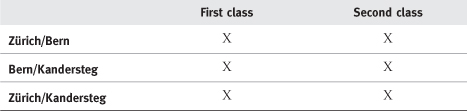 First class Second class
Zürich/Bern X X
Bern/Kandersteg X X
Zürich/Kandersteg X X